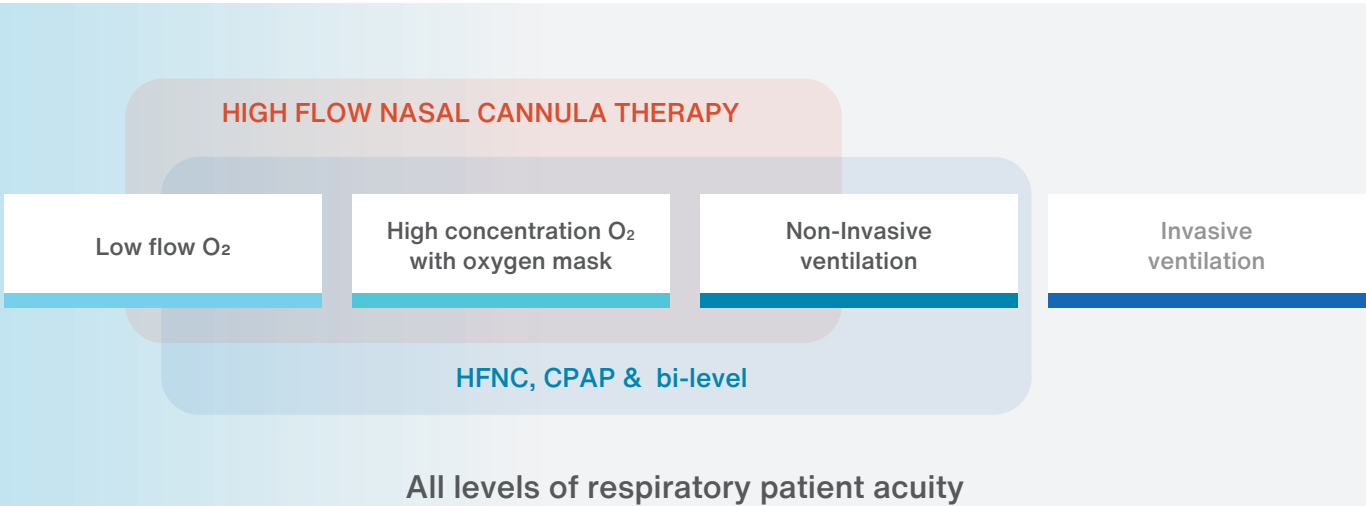 HIGH FLOW NASAL CANNULA THERAPY
Low flow O₂
High concentration O₂
with oxygen mask
Non-Invasive
ventilation
Invasive
ventilation
HFNC, CPAP & bi-level
All levels of respiratory patient acuity